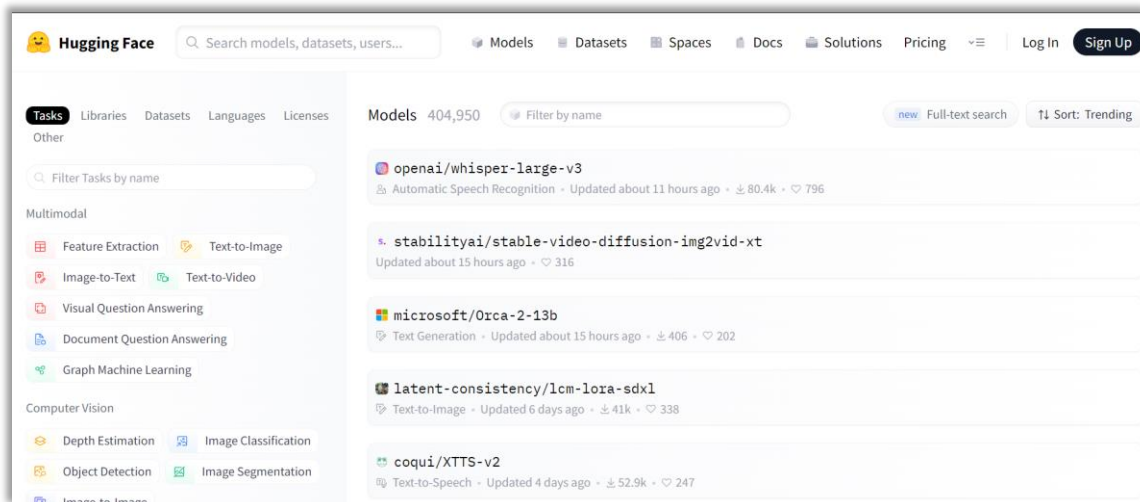 Hugging Face
Search models, datasets, users...
Models
Datasets
Spaces
Docs
Solutions
Pricing
Log In
Sign Up
Tasks Libraries Datasets Languages Licenses
Other
Filter Tasks by name
Multimodal
Feature Extraction Text-to-Image
Image-to-Text Text-to-Video
Visual Question Answering
Document Question Answering
Graph Machine Learning
Computer Vision
Depth Estimation Image Classification
Object Detection Image Segmentation
Image-to-Image
Models 404,950
Filter by name
new Full-text search
Sort: Trending
openai/whisper-large-v3
Automatic Speech Recognition • Updated about 11 hours ago • 80.4k • 796
s. stabilityai/stable-video-diffusion-img2vid-xt
Updated about 15 hours ago • 316
microsoft/Orca-2-13b
Text Generation • Updated about 15 hours ago • 406 • 202
latent-consistency/lcm-lora-sdxl
Text-to-Image • Updated 6 days ago • 41k • 338
coqui/XTTS-v2
Text-to-Speech • Updated 4 days ago • 52.9k • 247